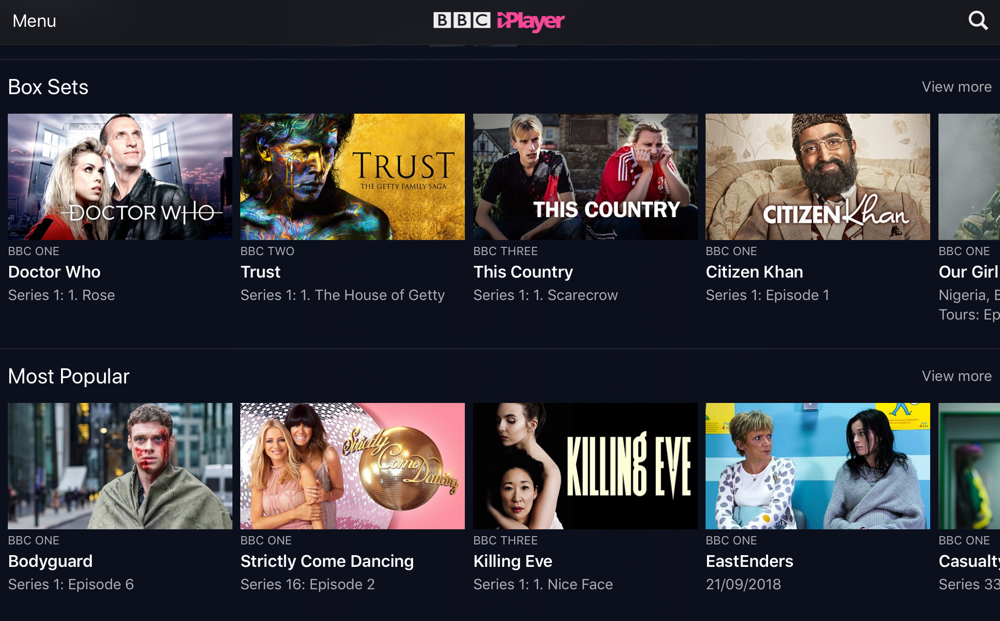 Menu
BBC iPlayer
Box Sets
View more
POLICE
DOCTOR WHO
TRUST
THE GETTY FAMILY SAGA
THIS COUNTRY
CITIZEN Khan
BBC ONE
Doctor Who
Series 1: 1. Rose
BBC TWO
Trust
Series 1: 1. The House of Getty
BBC THREE
This Country
Series 1: 1. Scarecrow
BBC ONE
Citizen Khan
Series 1: Episode 1
BBC ONE
Our Girl
Nigeria,
Tours: Ep
Most Popular
View more
Strictly
Come
Dancing
KILLING EVE
BBC ONE
Bodyguard
Series 1: Episode 6
BBC ONE
Strictly Come Dancing
Series 16: Episode 2
BBC THREE
Killing Eve
Series 1: 1. Nice Face
BBC ONE
EastEnders
21/09/2018
BBC ONE
Casualty
Series 33